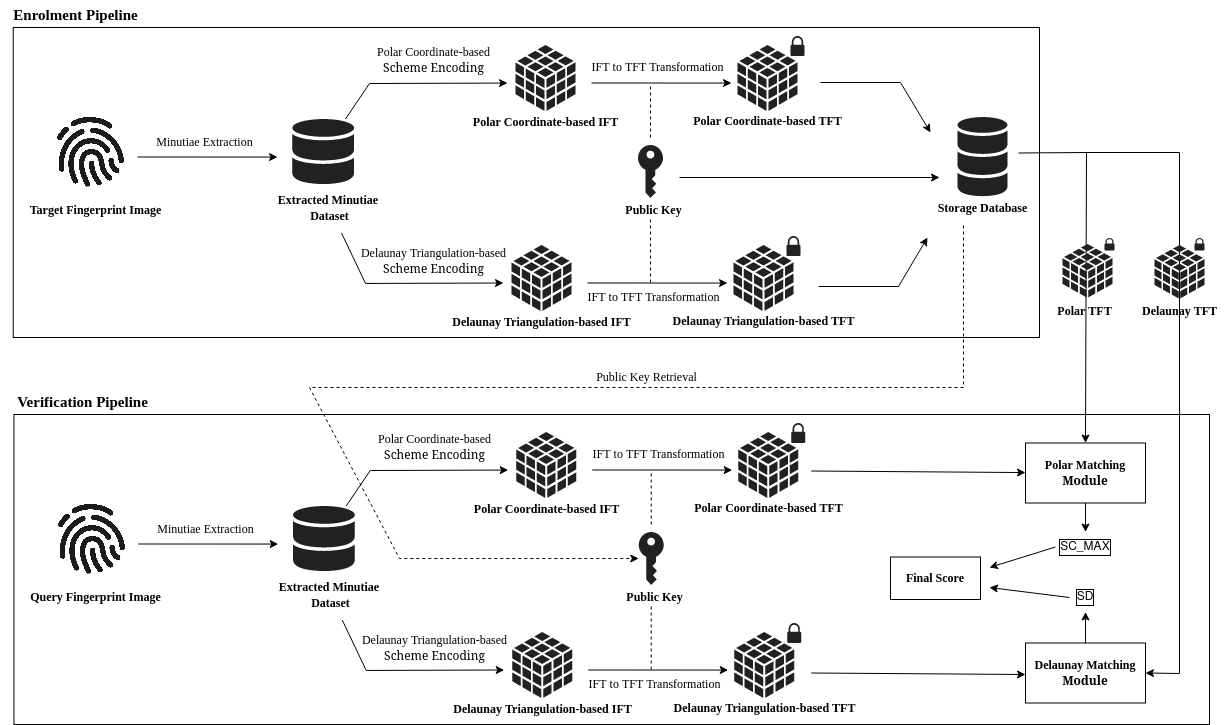 Enrolment Pipeline
Polar Coordinate-based
Scheme Encoding
IFT to TFT Transformation
Polar Coordinate-based IFT
Polar Coordinate-based TFT
Minutiae Extraction
Target Fingerprint Image
Extracted Minutiae
Dataset
Public Key
Storage Database
Delaunay Triangulation-based
Scheme Encoding
IFT to TFT Transformation
Delaunay Triangulation-based IFT
Delaunay Triangulation-based TFT
Polar TFT
Delaunay TFT
Public Key Retrieval
Verification Pipeline
Polar Coordinate-based
Scheme Encoding
IFT to TFT Transformation
Polar Coordinate-based IFT
Polar Coordinate-based TFT
Polar Matching
Module
Minutiae Extraction
Query Fingerprint Image
Extracted Minutiae
Dataset
Public Key
SC_MAX
Final Score
SD
Delaunay Triangulation-based
Scheme Encoding
IFT to TFT Transformation
Delaunay Triangulation-based IFT
Delaunay Triangulation-based TFT
Delaunay Matching
Module